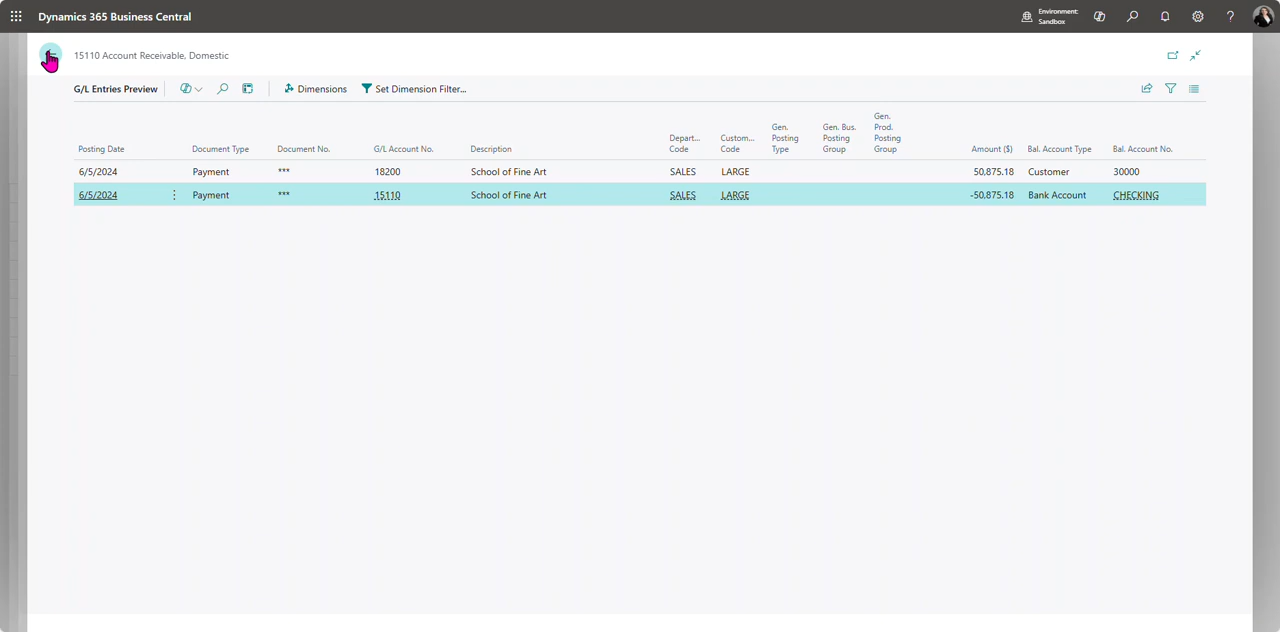 Dynamics 365 Business Central
Environment:
Sandbox
15110 Account Receivable, Domestic
G/L Entries Preview
Dimensions
Set Dimension Filter...
Posting Date
Document Type
Document No.
G/L Account No.
Description
Depart...
Code
Custom...
Code
Gen.
Posting
Type
Gen. Bus.
Posting
Group
Gen.
Prod.
Posting
Group
Amount ($)
Bal. Account Type
Bal. Account No.
6/5/2024 Payment *** 18200 School of Fine Art SALES LARGE 50,875.18 Customer 30000
6/5/2024 Payment *** 15110 School of Fine Art SALES LARGE -50,875.18 Bank Account CHECKING